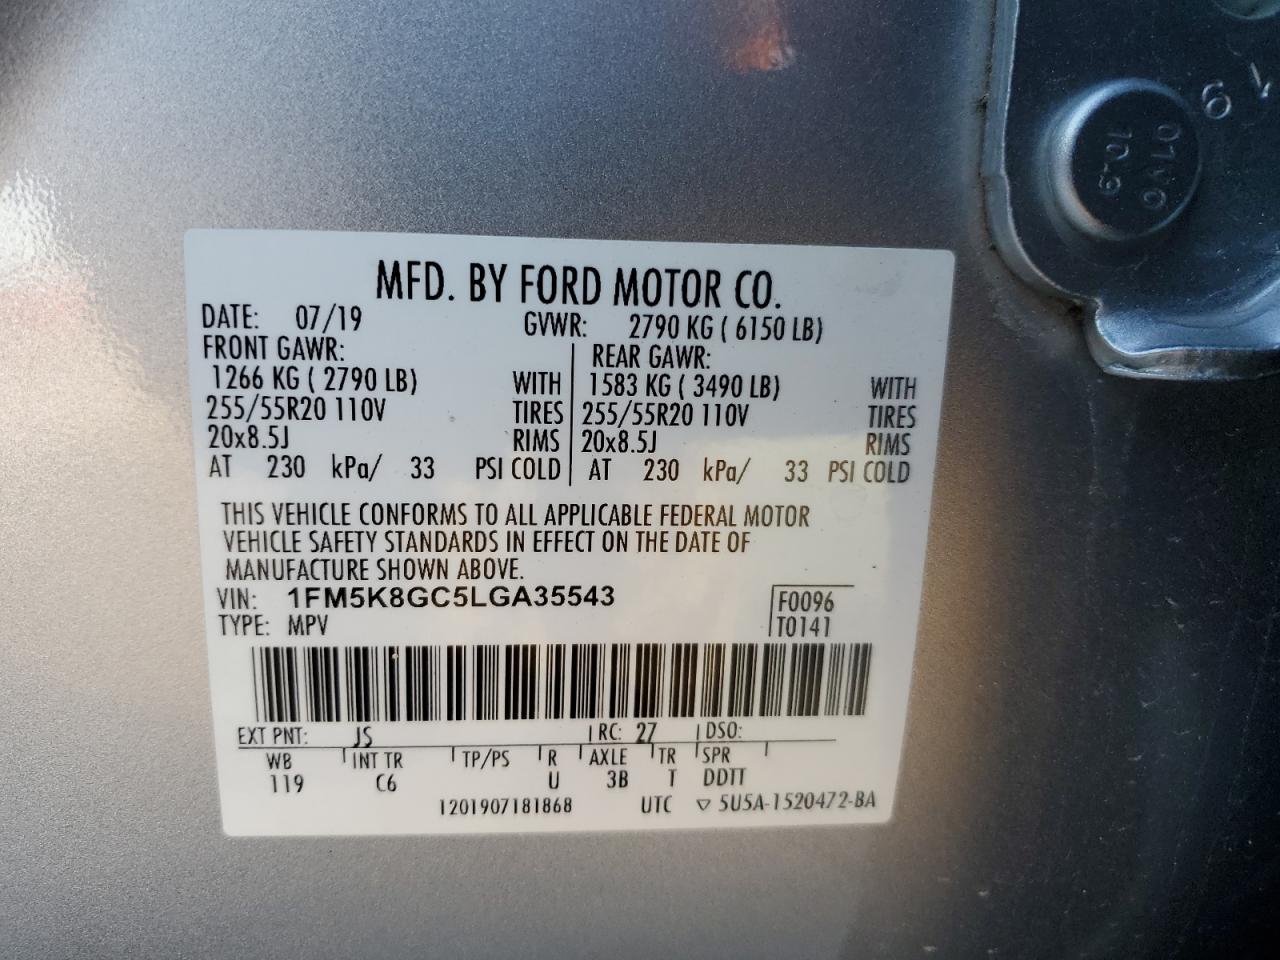 MFD. BY FORD MOTOR CO.
DATE: 07/19 GVWR: 2790 KG ( 6150 LB)
FRONT GAWR: REAR GAWR:
1266 KG ( 2790 LB) WITH 1583 KG ( 3490 LB) WITH
255/55R20 110V TIRES 255/55R20 110V TIRES
20x8.5J RIMS 20x8.5J RIMS
AT 230 kPa/ 33 PSI COLD AT 230 kPa/ 33 PSI COLD
THIS VEHICLE CONFORMS TO ALL APPLICABLE FEDERAL MOTOR
VEHICLE SAFETY STANDARDS IN EFFECT ON THE DATE OF
MANUFACTURE SHOWN ABOVE.
VIN: 1FM5K8GC5LGA35543 F0096
TYPE: MPV T0141
EXT PNT: JS RC: 27 DSO:
WB INT TR TP/PS R AXLE TR SPR
119 C6 U 3B T DDTT
1201907181868 UTC ▽ 5U5A-1520472-BA
10.9